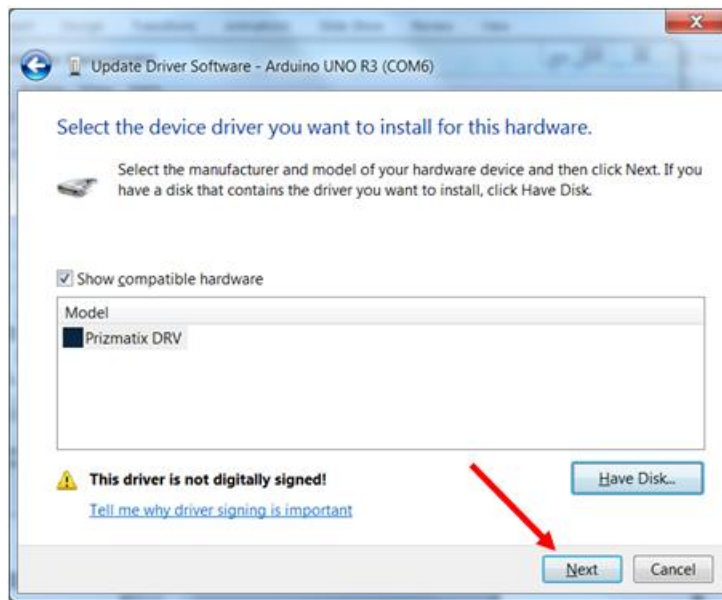 Update Driver Software - Arduino UNO R3 (COM6)
Select the device driver you want to install for this hardware.
Select the manufacturer and model of your hardware device and then click Next. If you
have a disk that contains the driver you want to install, click Have Disk.
Show compatible hardware
Model
Prizmatix DRV
This driver is not digitally signed!
Have Disk...
Tell me why driver signing is important
Next
Cancel